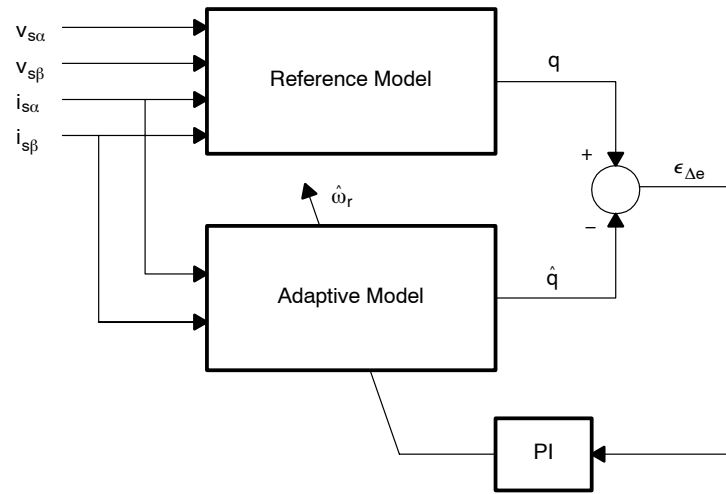 v_sα
v_sβ
i_sα
i_sβ
Reference Model
q
+
ϵ_Δe
−
ω̂_r
Adaptive Model
q̂
PI